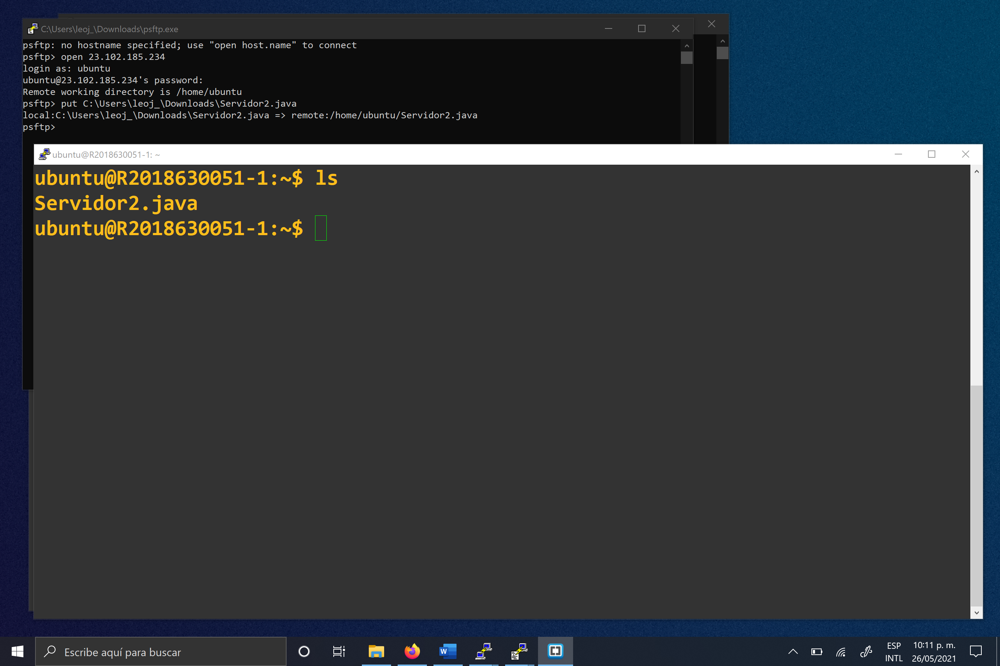 C:\Users\leoj_\Downloads\psftp.exe
psftp: no hostname specified; use "open host.name" to connect
psftp> open 23.102.185.234
login as: ubuntu
ubuntu@23.102.185.234's password:
Remote working directory is /home/ubuntu
psftp> put C:\Users\leoj_\Downloads\Servidor2.java
local:C:\Users\leoj_\Downloads\Servidor2.java => remote:/home/ubuntu/Servidor2.java
psftp>
ubuntu@R2018630051-1: ~
ubuntu@R2018630051-1:~$ ls
Servidor2.java
ubuntu@R2018630051-1:~$
Escribe aquí para buscar
W
ESP
INTL
10:11 p. m.
26/05/2021